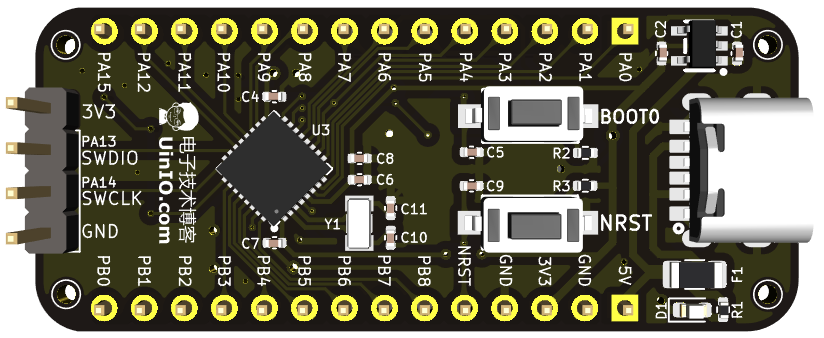 PA15 PA12 PA11 PA10 PA9 PA8 PA7 PA6 PA5 PA4 PA3 PA2 PA1 PA0
C2
C1
C4
U3
3V3
PA13
SWDIO
PA14
SWCLK
GND
UinIO.com
电子技术博客
BOOT0
C8
C6
C5
R2
C9
R3
C11
Y1
C10
C7
NRST
PB0 PB1 PB2 PB3 PB4 PB5 PB6 PB7 PB8 NRST GND 3V3 GND 5V
F1
D1
R1